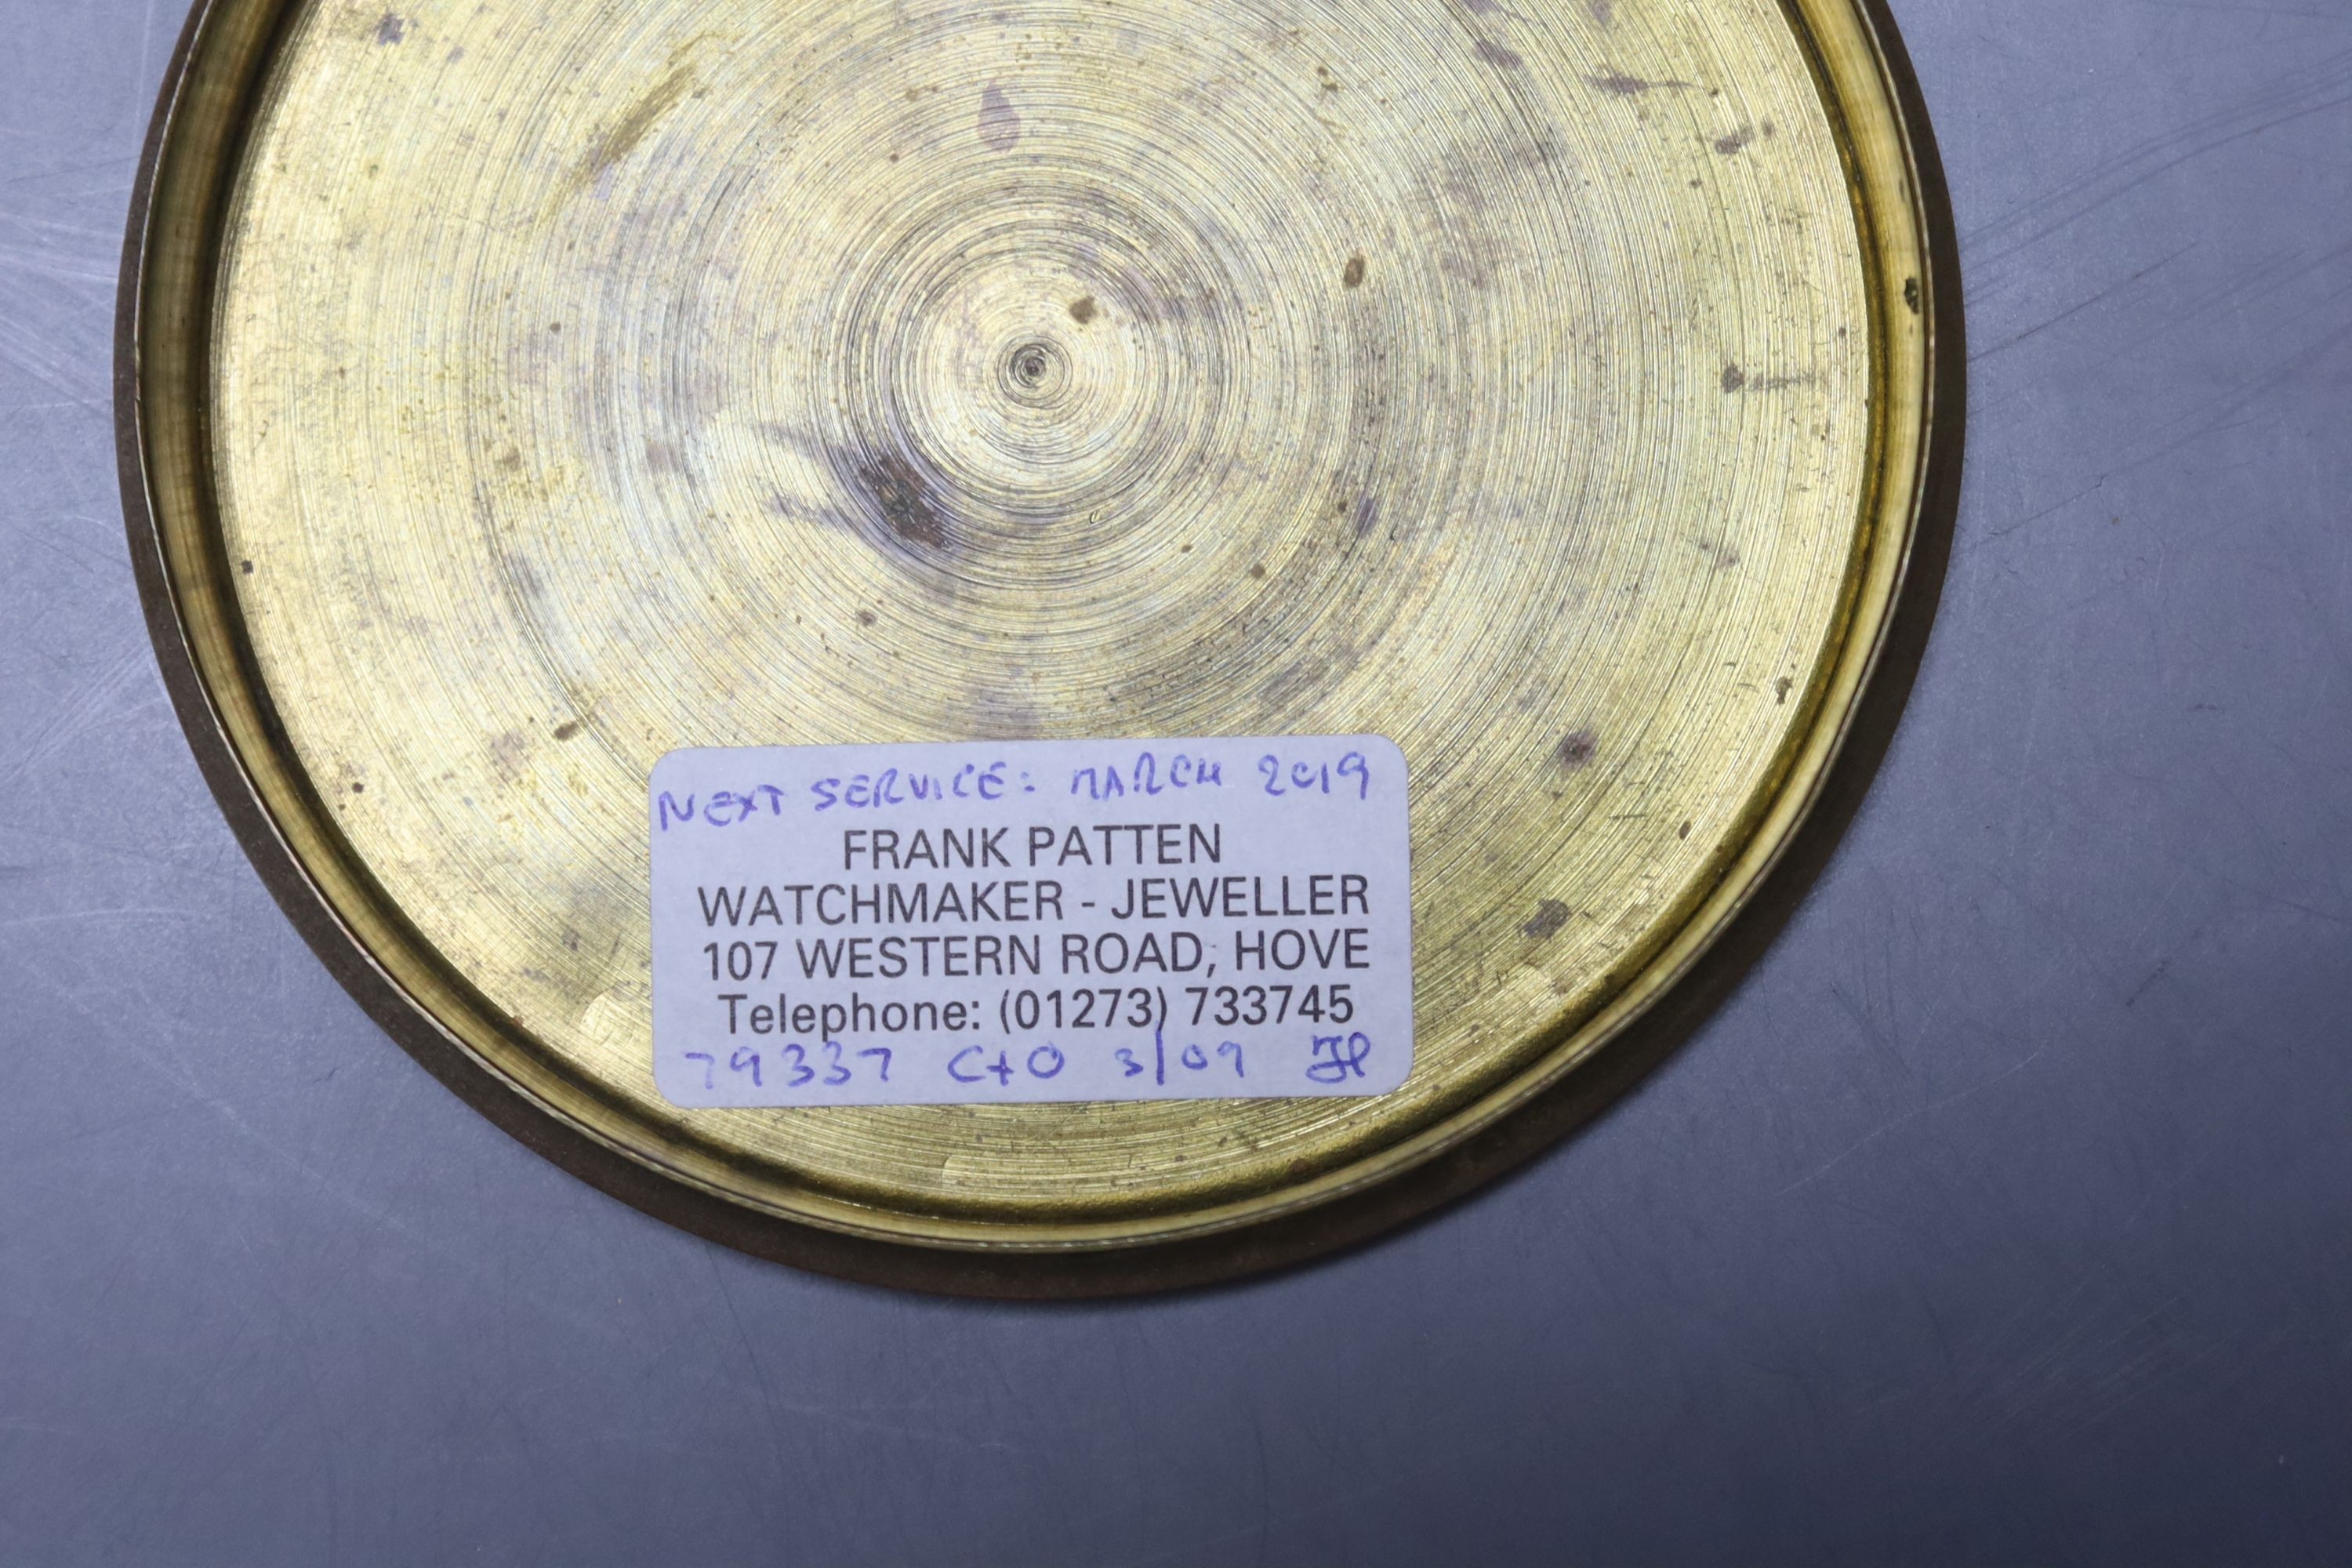 NEXT SERVICE: MARCH 2019
FRANK PATTEN
WATCHMAKER - JEWELLER
107 WESTERN ROAD, HOVE
Telephone: (01273) 733745
79337 C+O 3/09